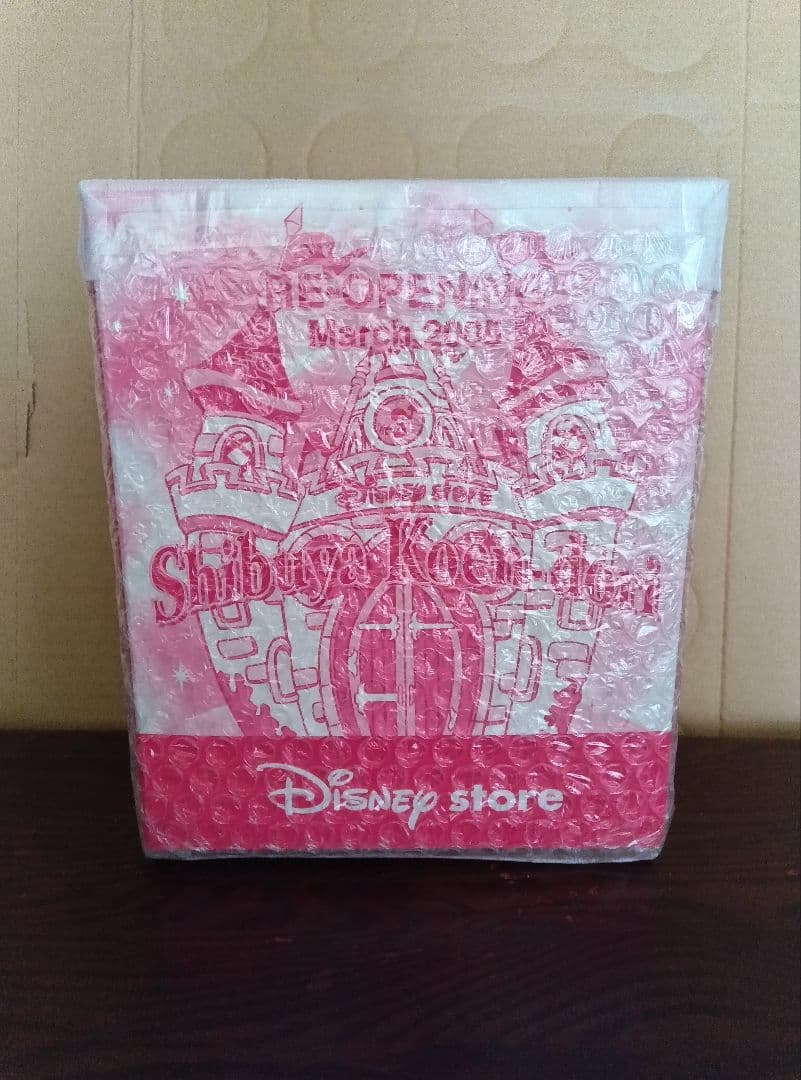 RE-OPENING
March 2005
Disney store
Shibuya Koen-dori
Disney store